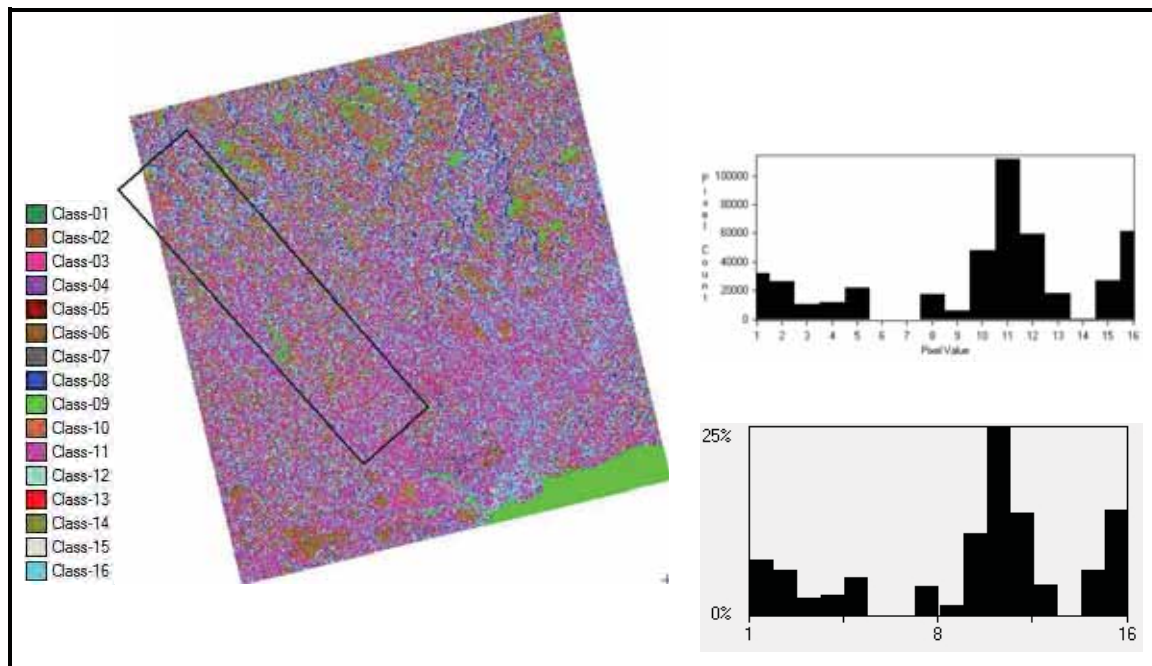 Class-01
Class-02
Class-03
Class-04
Class-05
Class-06
Class-07
Class-08
Class-09
Class-10
Class-11
Class-12
Class-13
Class-14
Class-15
Class-16
Pixel Count
100000
80000
60000
40000
20000
0
1 2 3 4 5 6 7 8 9 10 11 12 13 14 15 16
Pixel Value
25%
0%
1 8 16